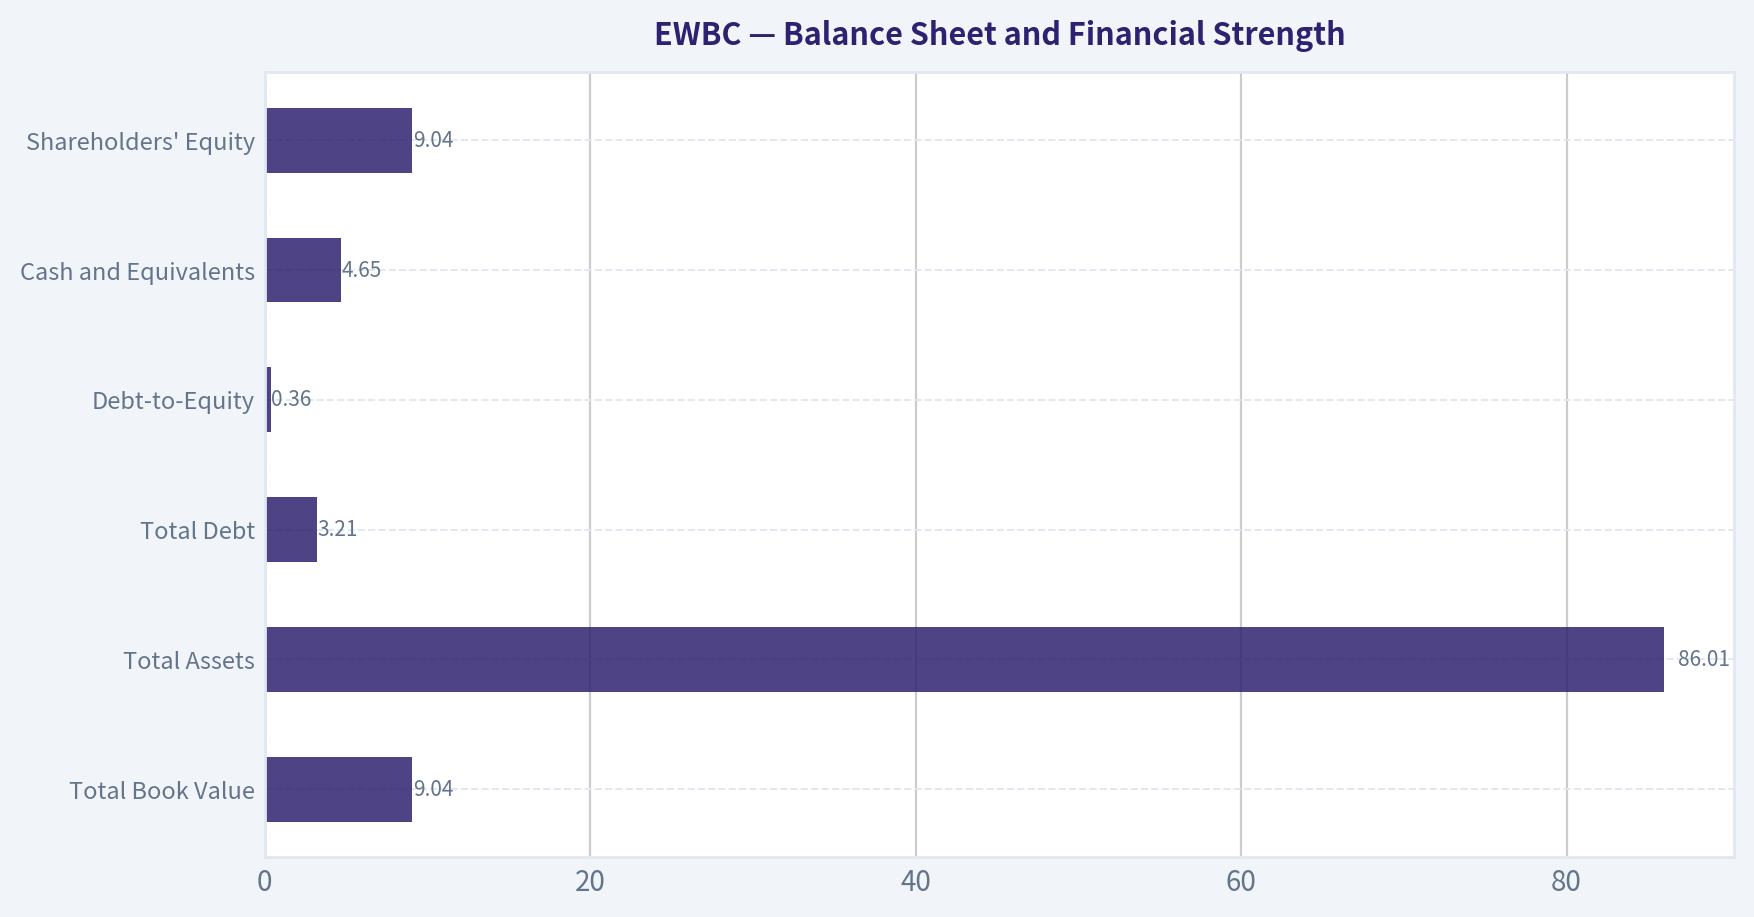 EWBC — Balance Sheet and Financial Strength
Shareholders' Equity 9.04
Cash and Equivalents 4.65
Debt-to-Equity 0.36
Total Debt 3.21
Total Assets 86.01
Total Book Value 9.04
0 20 40 60 80